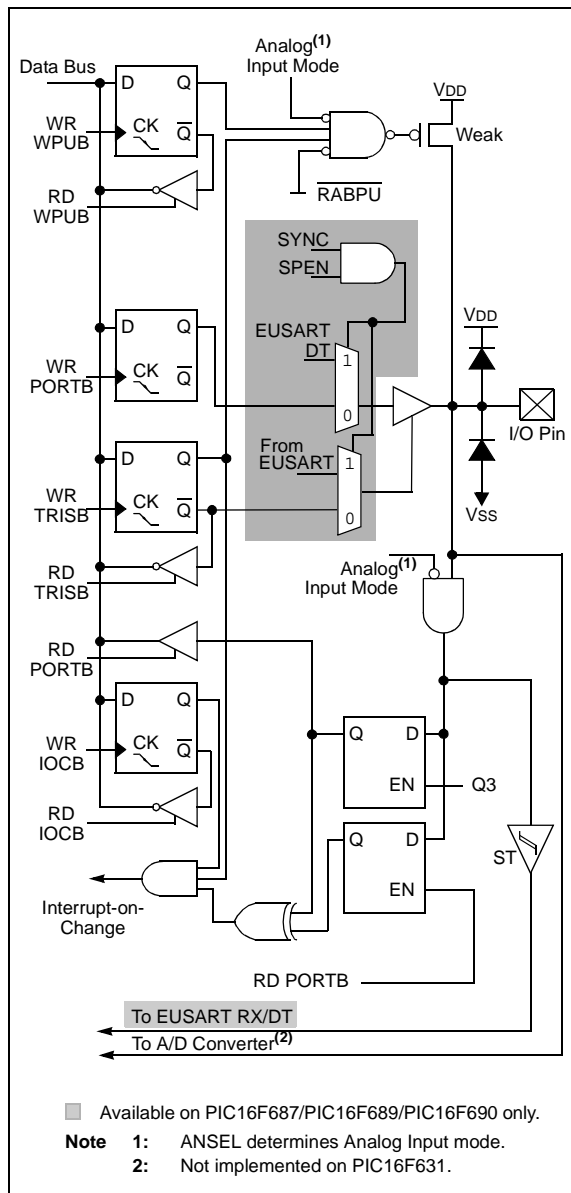 Analog(1)
Input Mode
Data Bus
D Q
VDD
WR
WPUB
CK Q
Weak
RD
WPUB
RABPU
SYNC
SPEN
D Q
EUSART
DT
1
VDD
WR
PORTB
CK Q
0
I/O Pin
From
EUSART
1
D Q
WR
TRISB
CK Q
0
VSS
RD
TRISB
Analog(1)
Input Mode
RD
PORTB
D Q
Q D
WR
IOCB
CK Q
EN
Q3
RD
IOCB
Q D
ST
EN
Interrupt-on-
Change
RD PORTB
To EUSART RX/DT
To A/D Converter(2)
Available on PIC16F687/PIC16F689/PIC16F690 only.
Note 1: ANSEL determines Analog Input mode.
2: Not implemented on PIC16F631.